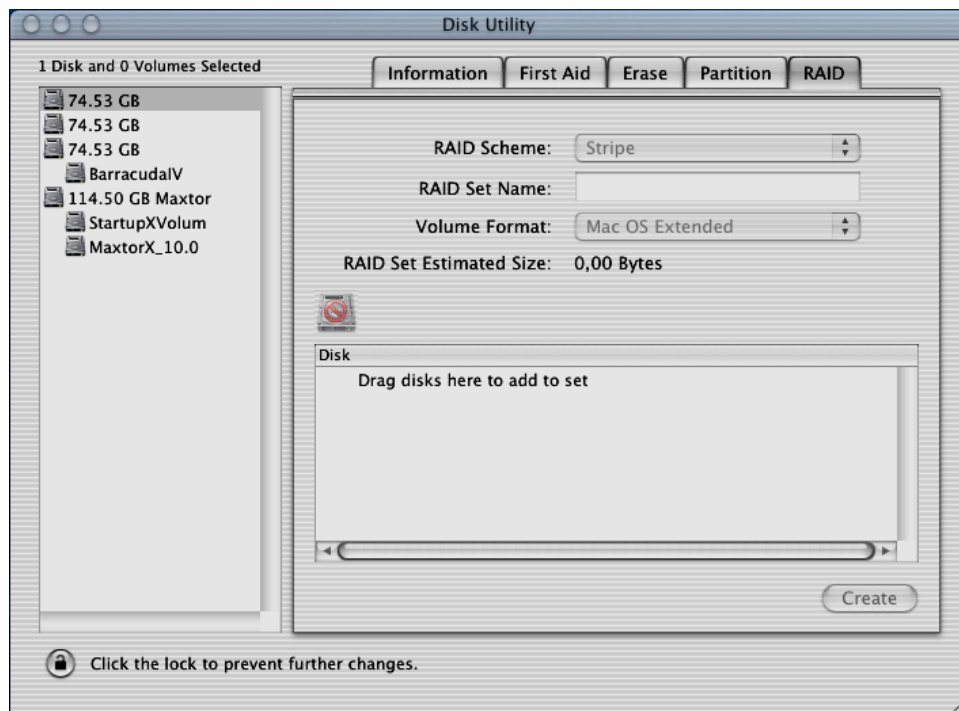 Disk Utility
1 Disk and 0 Volumes Selected
74.53 GB
74.53 GB
74.53 GB
BarracudaIV
114.50 GB Maxtor
StartupXVolum
MaxtorX_10.0
Information
First Aid
Erase
Partition
RAID
RAID Scheme: Stripe
RAID Set Name:
Volume Format: Mac OS Extended
RAID Set Estimated Size: 0,00 Bytes
Disk
Drag disks here to add to set
Create
Click the lock to prevent further changes.